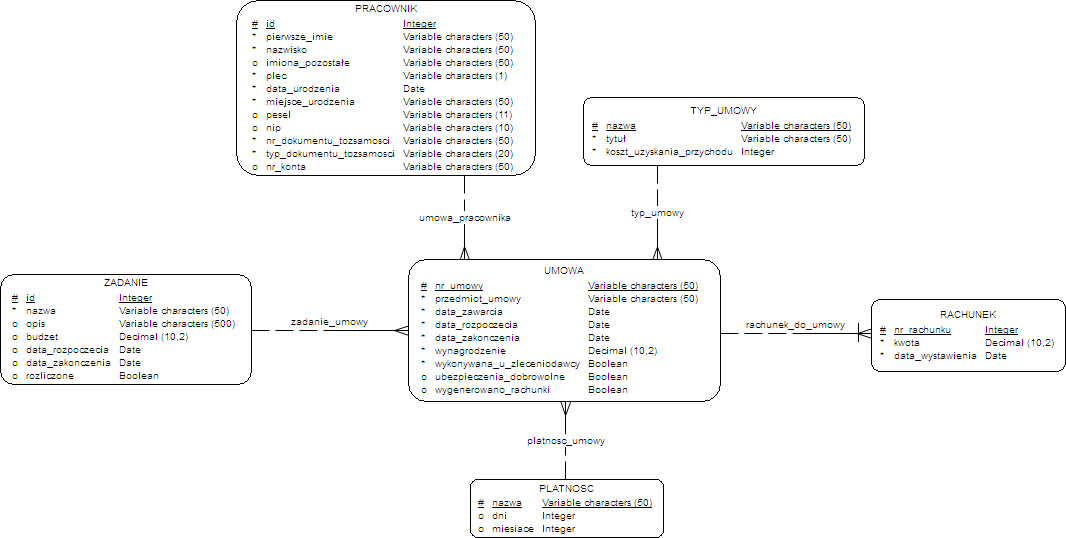 PRACOWNIK
# id Integer
* pierwsze_imie Variable characters (50)
* nazwisko Variable characters (50)
o imiona_pozostałe Variable characters (50)
* plec Variable characters (1)
* data_urodzenia Date
* miejsce_urodzenia Variable characters (50)
o pesel Variable characters (11)
o nip Variable characters (10)
* nr_dokumentu_tozsamosci Variable characters (50)
* typ_dokumentu_tozsamosci Variable characters (20)
o nr_konta Variable characters (50)
TYP_UMOWY
# nazwa Variable characters (50)
* tytuł Variable characters (50)
* koszt_uzyskania_przychodu Integer
umowa_pracownika
typ_umowy
ZADANIE
# id Integer
* nazwa Variable characters (50)
o opis Variable characters (500)
o budzet Decimal (10,2)
o data_rozpoczecia Date
o data_zakonczenia Date
o rozliczone Boolean
zadanie_umowy
UMOWA
# nr_umowy Variable characters (50)
* przedmiot_umowy Variable characters (50)
* data_zawarcia Date
* data_rozpoczecia Date
* data_zakonczenia Date
* wynagrodzenie Decimal (10,2)
* wykonywana_u_zleceniodawcy Boolean
o ubezpieczenia_dobrowolne Boolean
o wygenerowano_rachunki Boolean
rachunek_do_umowy
RACHUNEK
# nr_rachunku Integer
* kwota Decimal (10,2)
* data_wystawienia Date
platnosc_umowy
PLATNOSC
# nazwa Variable characters (50)
o dni Integer
o miesiace Integer